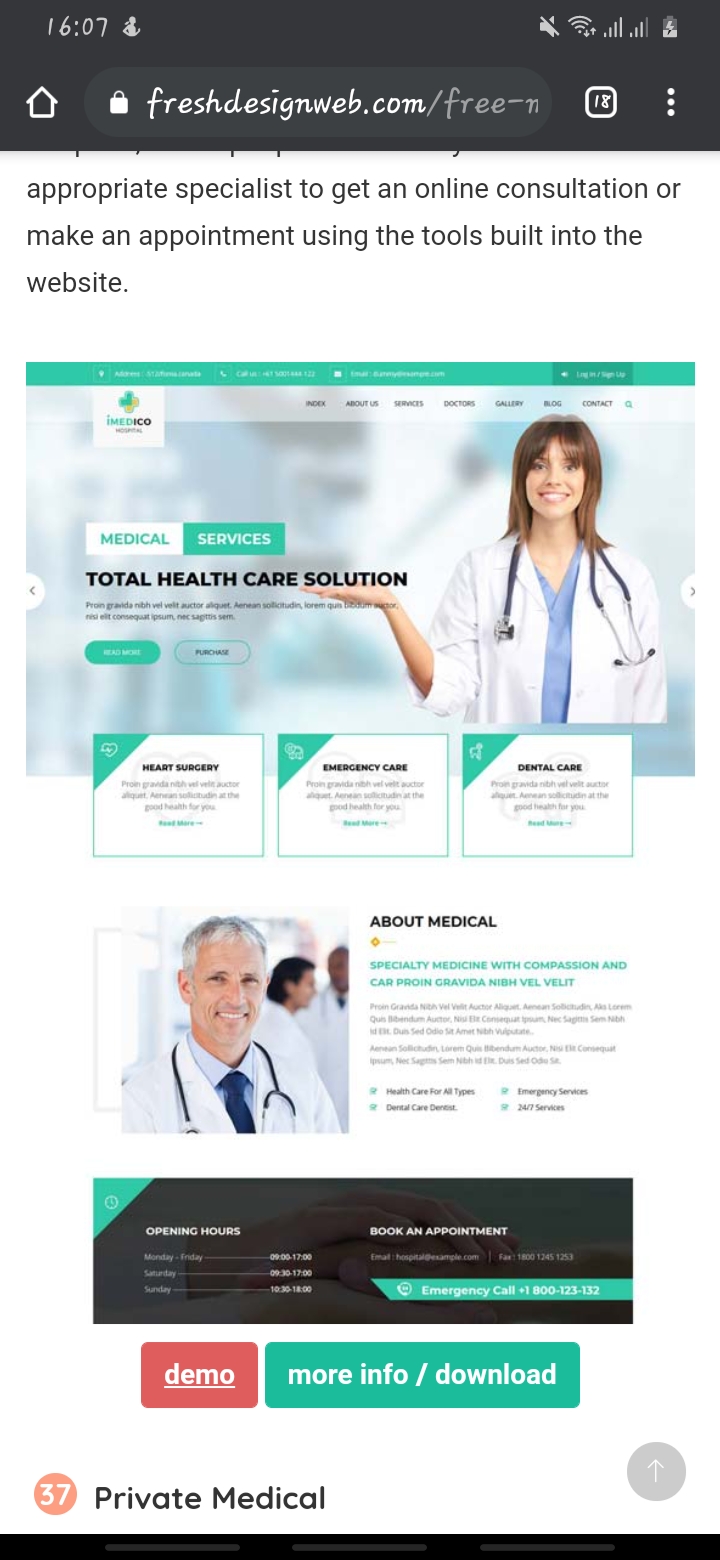 16:07
freshdesignweb.com/free-m
18
appropriate specialist to get an online consultation or
make an appointment using the tools built into the
website.
Call us : +61 5001444 122
Email : dummy@example.com
Log In / Sign Up
iMEDICO
HOSPITAL
INDEX ABOUT US SERVICES DOCTORS GALLERY BLOG CONTACT
MEDICAL SERVICES
TOTAL HEALTH CARE SOLUTION
Proin gravida nibh vel velit auctor aliquet. Aenean sollicitudin, lorem quis bibdum auctor,
nisi elit consequat ipsum, nec sagittis sem.
READ MORE PURCHASE
HEART SURGERY
Proin gravida nibh vel velit auctor
aliquet. Aenean sollicitudin at the
good health for you.
Read More
EMERGENCY CARE
Proin gravida nibh vel velit auctor
aliquet. Aenean sollicitudin at the
good health for you.
Read More
DENTAL CARE
Proin gravida nibh vel velit auctor
aliquet. Aenean sollicitudin at the
good health for you.
Read More
ABOUT MEDICAL
SPECIALTY MEDICINE WITH COMPASSION AND
CAR PROIN GRAVIDA NIBH VEL VELIT
Proin Gravida Nibh Vel Velit Auctor Aliquet. Aenean Sollicitudin, Aks Lorem
Quis Bibendum Auctor, Nisi Elit Consequat Ipsum, Nec Sagittis Sem Nibh
Id Elit. Duis Sed Odio Sit Amet Nibh Vulputate..
Aenean Sollicitudin, Lorem Quis Bibendum Auctor, Nisi Elit Consequat
Ipsum, Nec Sagittis Sem Nibh Id Elit. Duis Sed Odio Sit.
Health Care For All Types Emergency Services
Dental Care Dentist. 24/7 Services
OPENING HOURS
Monday - Friday 09:00-17:00
Saturday 09:30-17:00
Sunday 10:30-18:00
BOOK AN APPOINTMENT
Email : hospital@example.com Fax : 1800 1245 1253
Emergency Call +1 800-123-132
demo more info / download
37 Private Medical